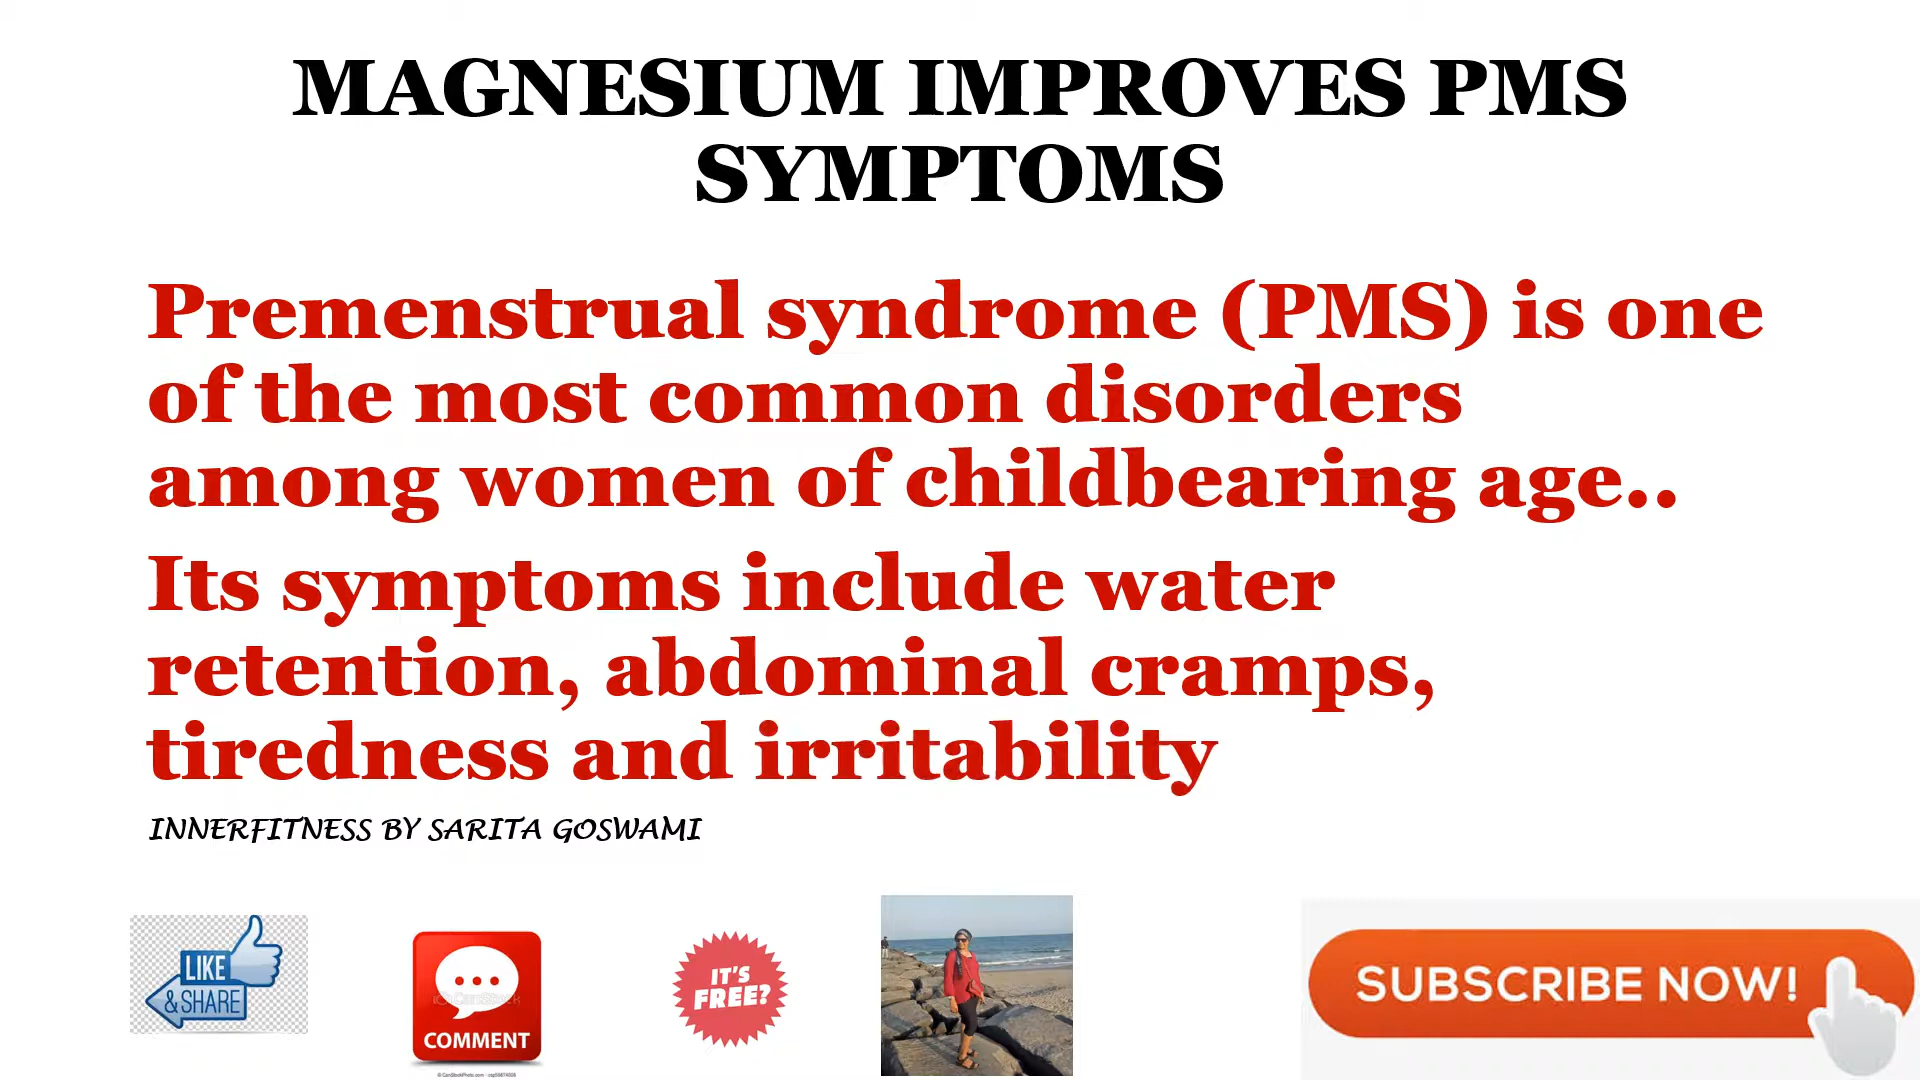 MAGNESIUM IMPROVES PMS
SYMPTOMS
Premenstrual syndrome (PMS) is one
of the most common disorders
among women of childbearing age..
Its symptoms include water
retention, abdominal cramps,
tiredness and irritability
INNERFITNESS BY SARITA GOSWAMI
LIKE
& SHARE
COMMENT
IT'S
FREE?
SUBSCRIBE NOW!